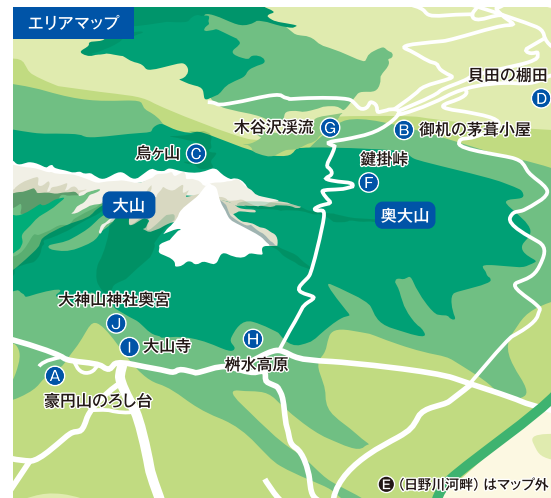 エリアマップ
貝田の棚田
D
木谷沢渓流 G
B 御机の茅葺小屋
烏ヶ山 C
鍵掛峠
F
大山
奥大山
大神山神社奥宮
J
I 大山寺
H
桝水高原
A
豪円山のろし台
E (日野川河畔) はマップ外